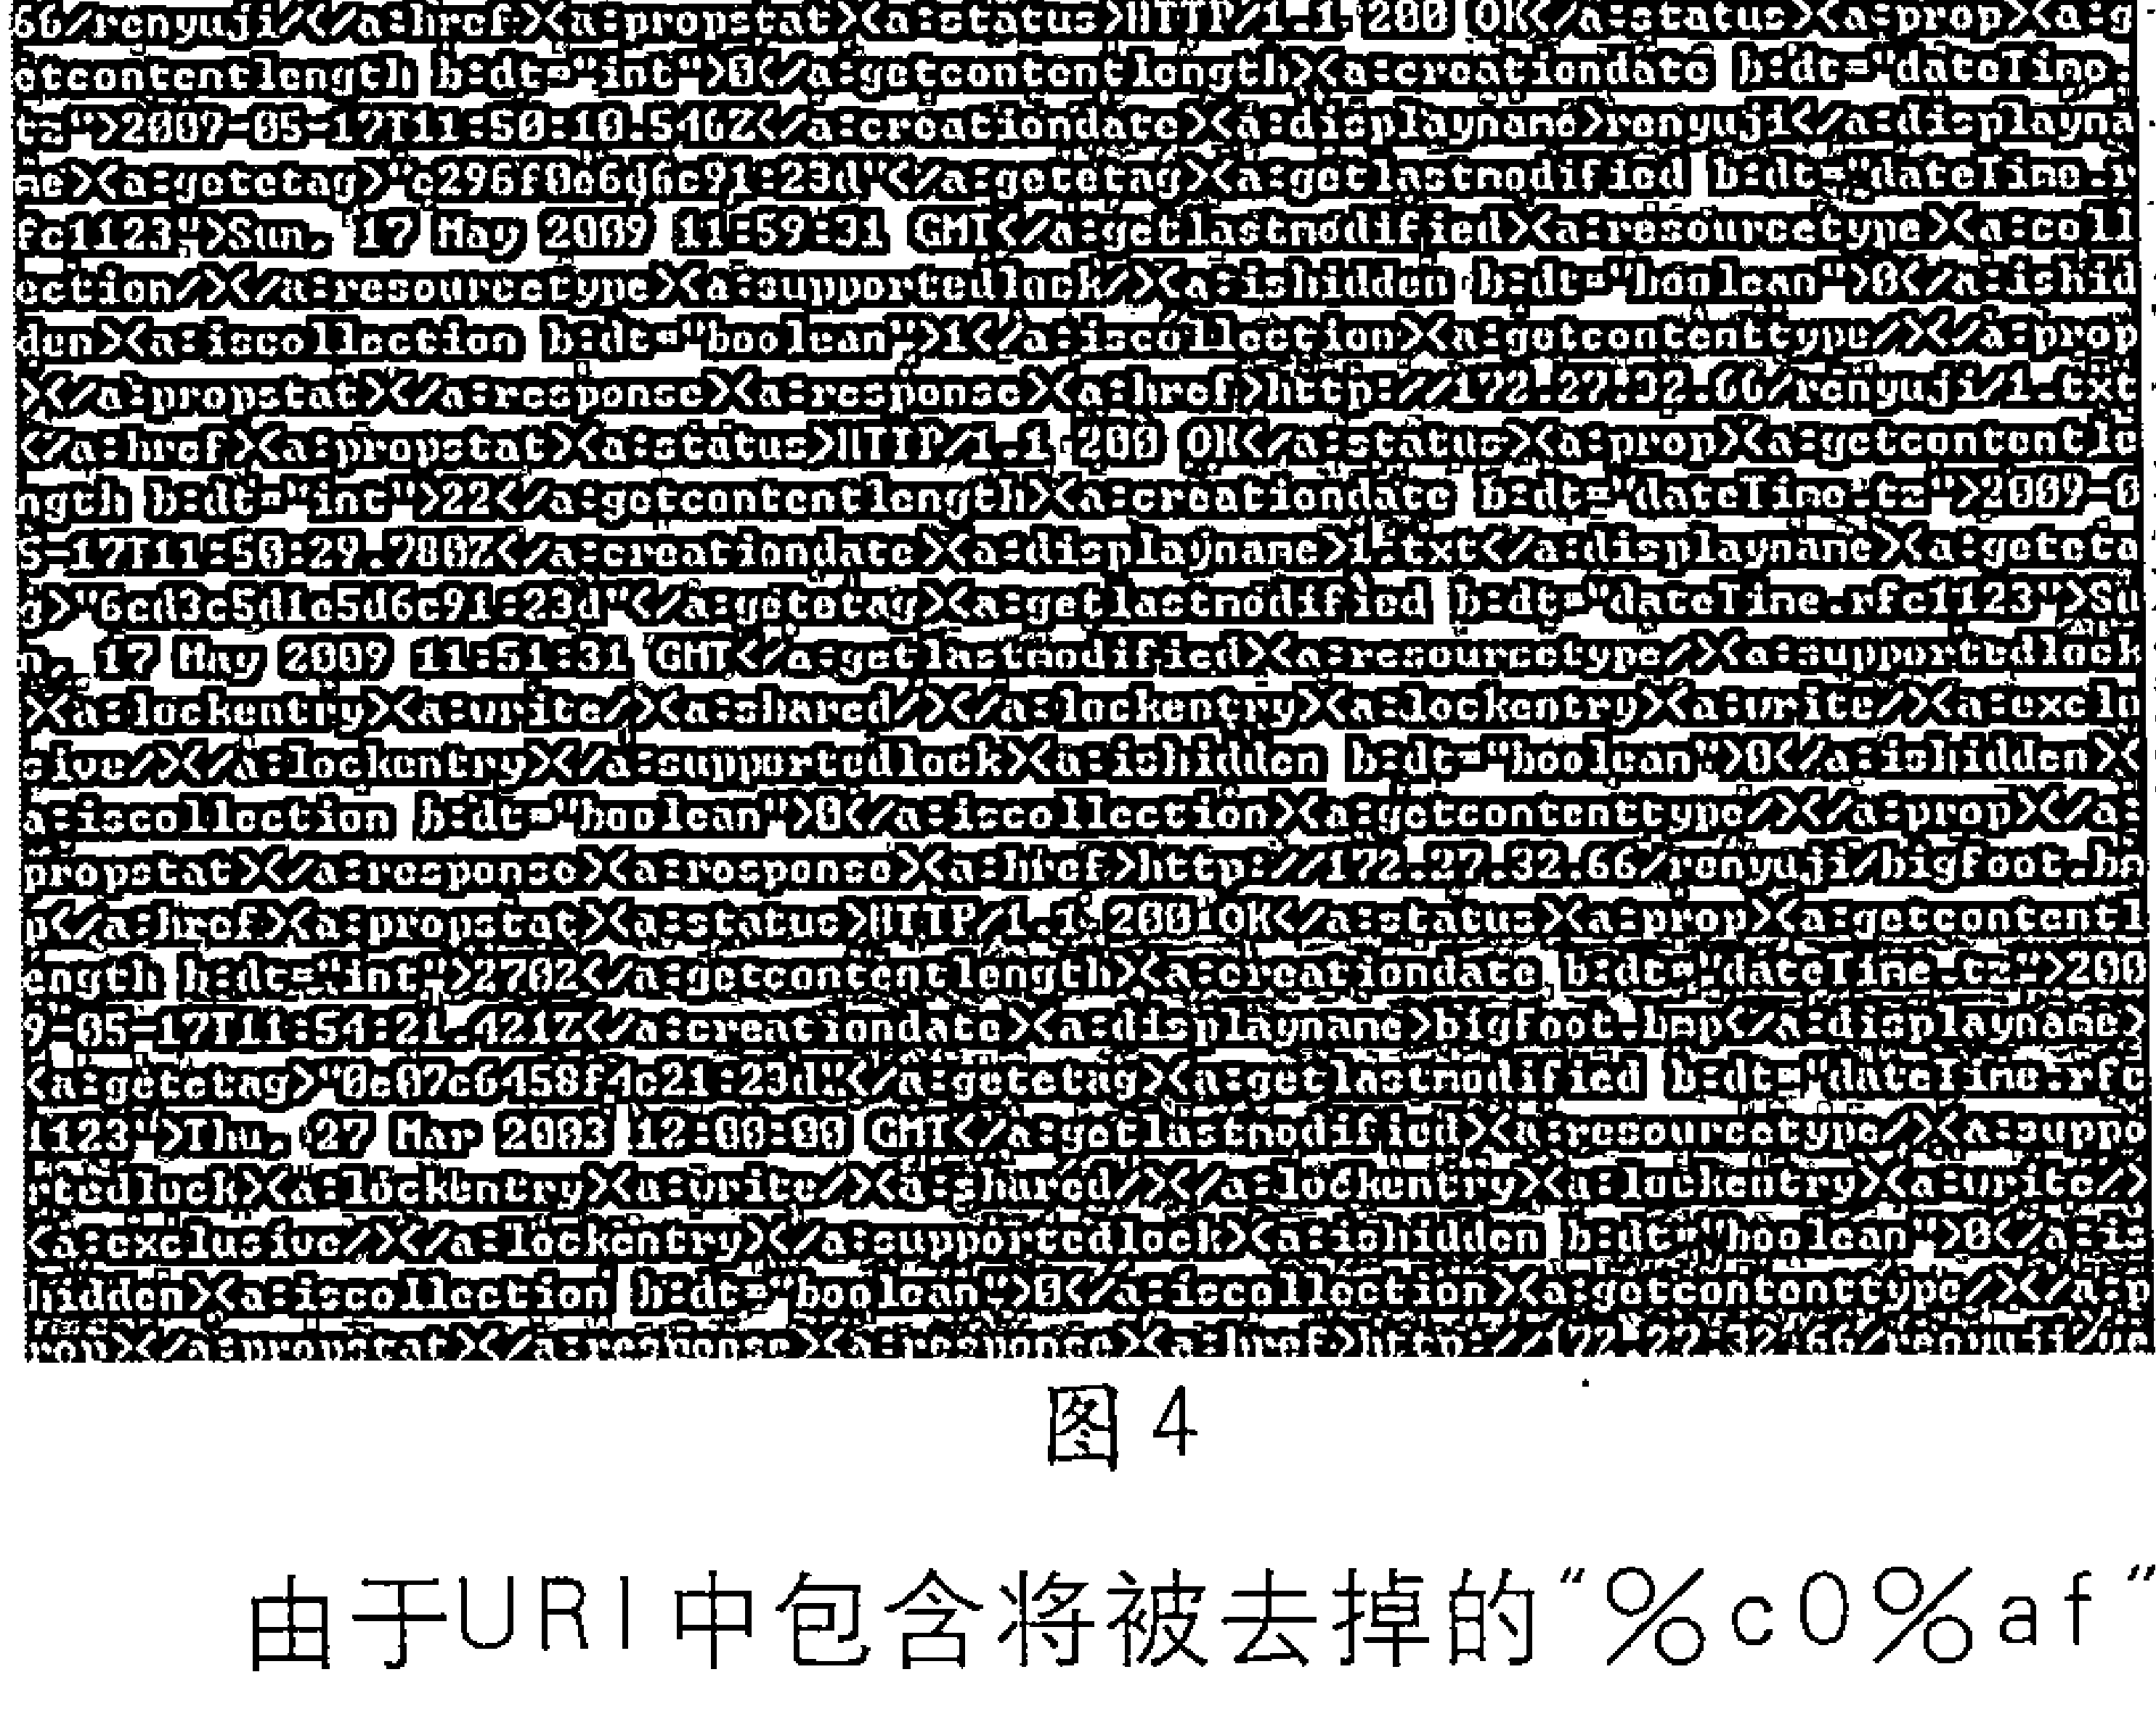 66/renyuji/</a:href><a:propstat><a:status>HTTP/1.1 200 OK</a:status><a:prop><a:g
etcontentlength b:dt="int">0</a:getcontentlength><a:creationdate b:dt="dateTime.
tz">2009-05-17T11:50:10.546Z</a:creationdate><a:displayname>renyuji</a:displayna
me><a:getetag>"c296f0e6d6c91:23d"</a:getetag><a:getlastmodified b:dt="dateTime.r
fc1123">Sun, 17 May 2009 11:59:31 GMT</a:getlastmodified><a:resourcetype><a:coll
ection/></a:resourcetype><a:supportedlock/><a:ishidden b:dt="boolean">0</a:ishid
den><a:iscollection b:dt="boolean">1</a:iscollection><a:getcontenttype/></a:prop
></a:propstat></a:response><a:response><a:href>http://172.27.32.66/renyuji/1.txt
</a:href><a:propstat><a:status>HTTP/1.1 200 OK</a:status><a:prop><a:getcontentle
ngth b:dt="int">22</a:getcontentlength><a:creationdate b:dt="dateTime.tz">2009-0
5-17T11:50:29.780Z</a:creationdate><a:displayname>1.txt</a:displayname><a:geteta
g>"6cd3c5d1e5d6c91:23d"</a:getetag><a:getlastmodified b:dt="dateTime.rfc1123">Su
n, 17 May 2009 11:51:31 GMT</a:getlastmodified><a:resourcetype/><a:supportedlock
><a:lockentry><a:write/><a:shared/></a:lockentry><a:lockentry><a:write/><a:exclu
sive/></a:lockentry></a:supportedlock><a:ishidden b:dt="boolean">0</a:ishidden><
a:iscollection b:dt="boolean">0</a:iscollection><a:getcontenttype/></a:prop></a:
propstat></a:response><a:response><a:href>http://172.27.32.66/renyuji/bigfoot.bm
p</a:href><a:propstat><a:status>HTTP/1.1 200 OK</a:status><a:prop><a:getcontentl
ength b:dt="int">2702</a:getcontentlength><a:creationdate b:dt="dateTime.tz">200
9-05-17T11:54:21.421Z</a:creationdate><a:displayname>bigfoot.bmp</a:displayname>
<a:getetag>"0e07c6458f4c21:23d"</a:getetag><a:getlastmodified b:dt="dateTime.rfc
1123">Thu, 27 Mar 2003 12:00:00 GMT</a:getlastmodified><a:resourcetype/><a:suppo
rtedlock><a:lockentry><a:write/><a:shared/></a:lockentry><a:lockentry><a:write/>
<a:exclusive/></a:lockentry></a:supportedlock><a:ishidden b:dt="boolean">0</a:is
hidden><a:iscollection b:dt="boolean">0</a:iscollection><a:getcontenttype/></a:p
rop></a:propstat></a:response><a:response><a:href>http://172.27.32.66/renyuji/
图4
由于URI中包含将被去掉的“%c0%af”